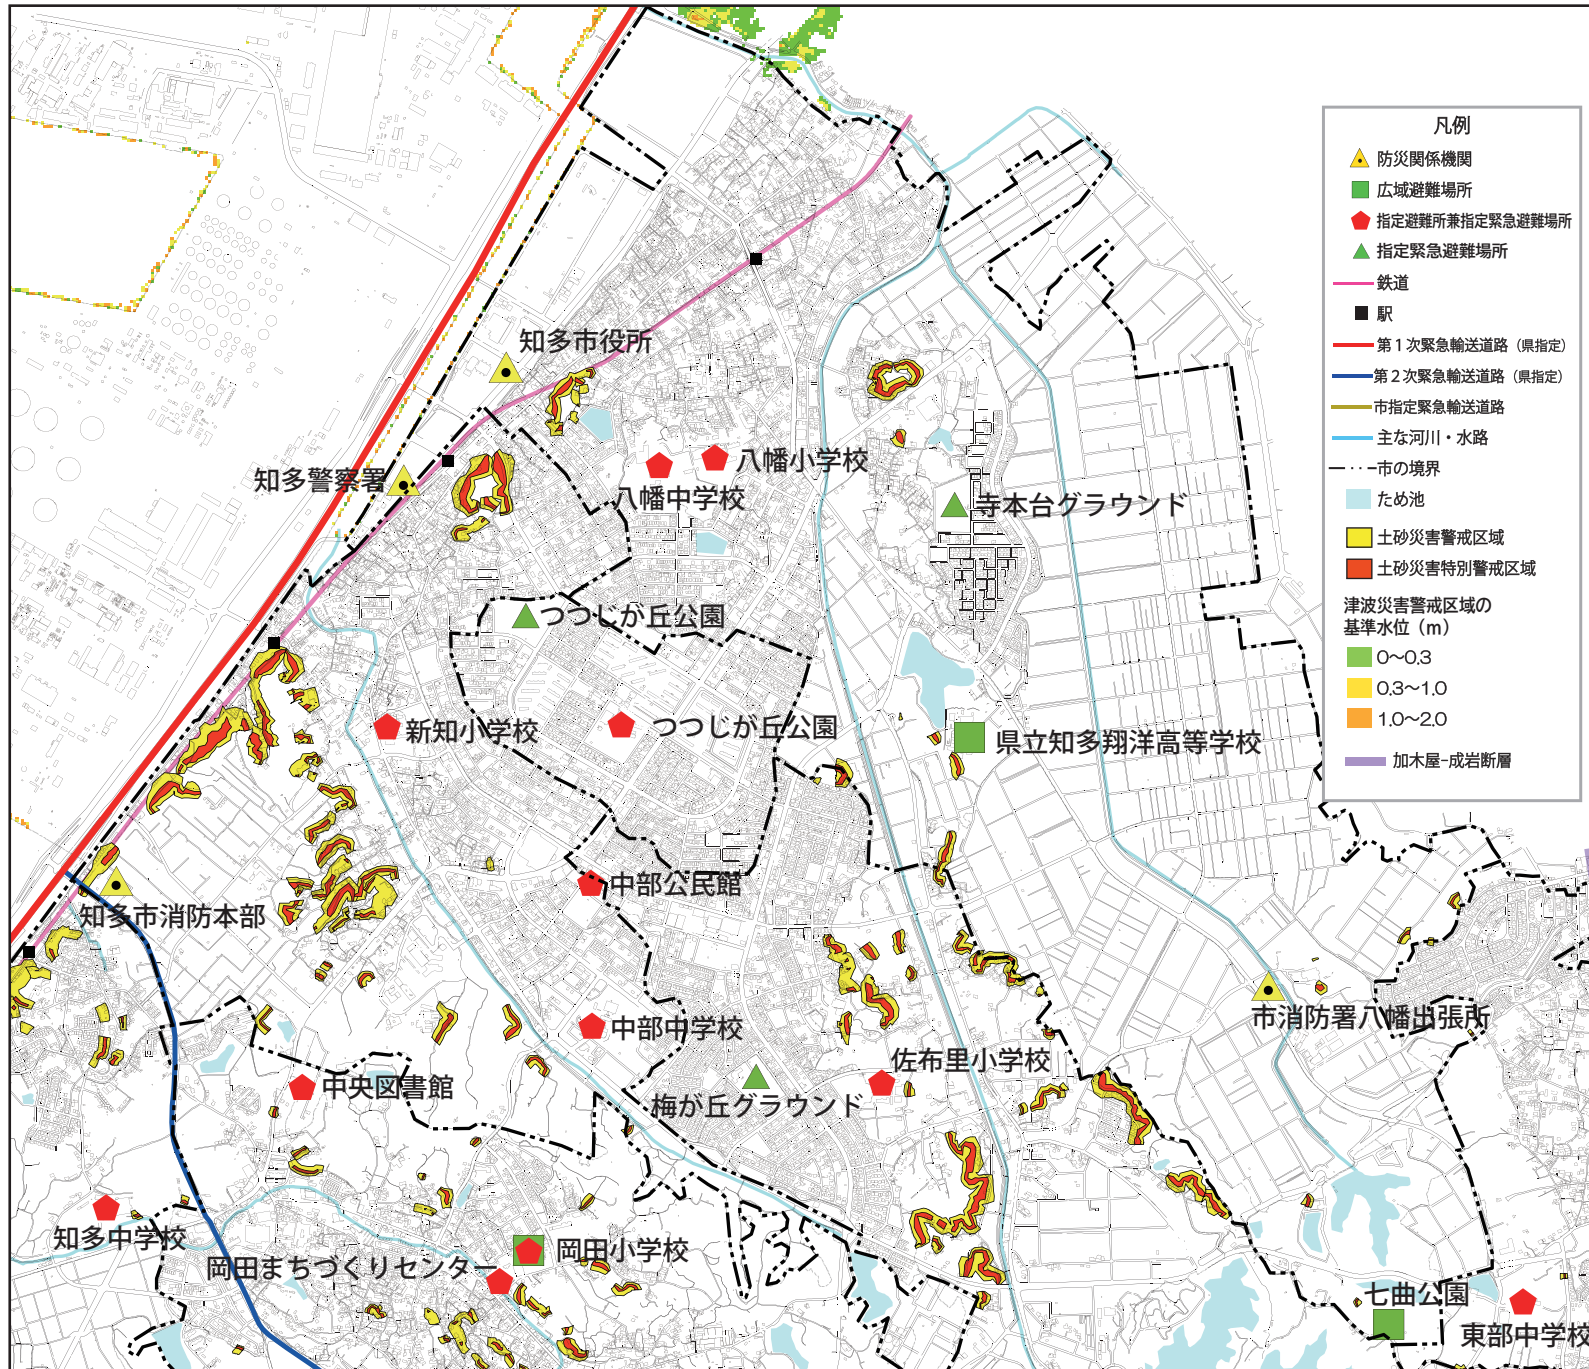 凡例
防災関係機関
広域避難場所
指定避難所兼指定緊急避難場所
指定緊急避難場所
鉄道
駅
第1次緊急輸送道路（県指定）
第2次緊急輸送道路（県指定）
市指定緊急輸送道路
主な河川・水路
市の境界
ため池
土砂災害警戒区域
土砂災害特別警戒区域
津波災害警戒区域の
基準水位（m）
0～0.3
0.3～1.0
1.0～2.0
加木屋-成岩断層
知多市役所
八幡小学校
知多警察署
八幡中学校
寺本台グラウンド
つつじが丘公園
新知小学校
つつじが丘公園
県立知多翔洋高等学校
中部公民館
知多市消防本部
市消防署八幡出張所
中部中学校
佐布里小学校
中央図書館
梅が丘グラウンド
知多中学校
岡田小学校
岡田まちづくりセンター
七曲公園
東部中学校